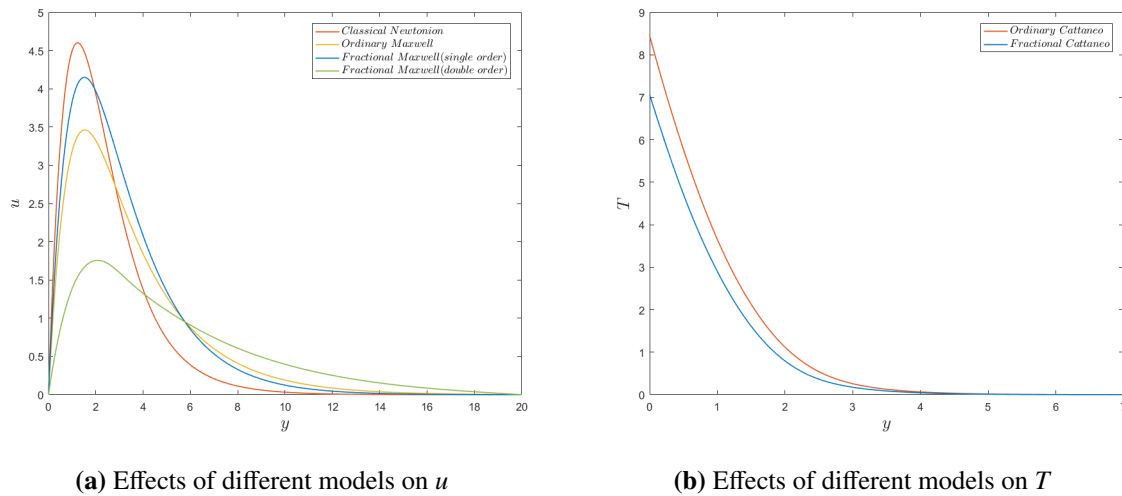 5
4.5
4
3.5
3
2.5
2
1.5
1
0.5
0
0 2 4 6 8 10 12 14 16 18 20
u
y
Classical Newtonion
Ordinary Maxwell
Fractional Maxwell(single order)
Fractional Maxwell(double order)
(a) Effects of different models on u
9
8
7
6
5
4
3
2
1
0
0 1 2 3 4 5 6 7
T
y
Ordinary Cattaneo
Fractional Cattaneo
(b) Effects of different models on T